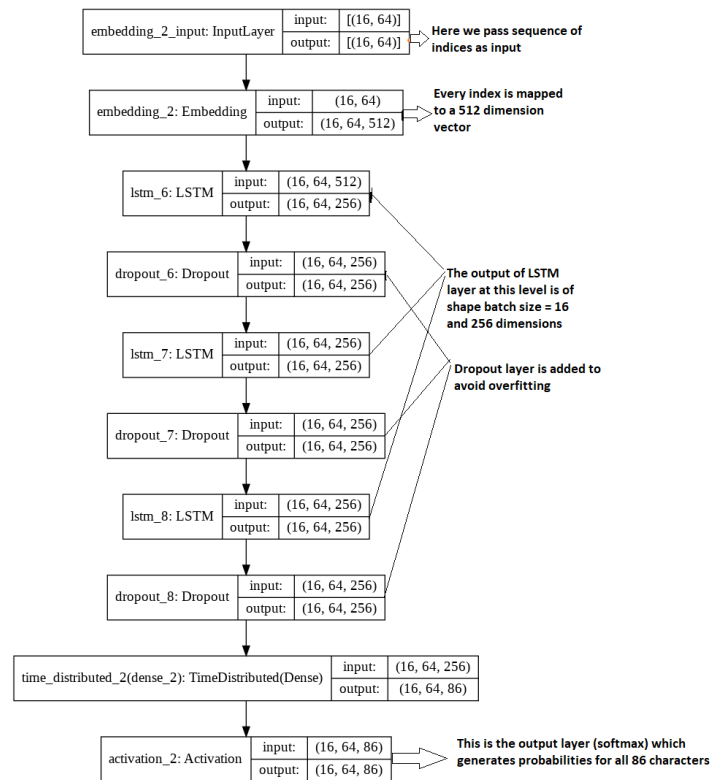 embedding_2_input: InputLayer
input: [(16, 64)]
output: [(16, 64)]
Here we pass sequence of
indices as input
embedding_2: Embedding
input: (16, 64)
output: (16, 64, 512)
Every index is mapped
to a 512 dimension
vector
lstm_6: LSTM
input: (16, 64, 512)
output: (16, 64, 256)
dropout_6: Dropout
input: (16, 64, 256)
output: (16, 64, 256)
The output of LSTM
layer at this level is of
shape batch size = 16
and 256 dimensions
lstm_7: LSTM
input: (16, 64, 256)
output: (16, 64, 256)
Dropout layer is added to
avoid overfitting
dropout_7: Dropout
input: (16, 64, 256)
output: (16, 64, 256)
lstm_8: LSTM
input: (16, 64, 256)
output: (16, 64, 256)
dropout_8: Dropout
input: (16, 64, 256)
output: (16, 64, 256)
time_distributed_2(dense_2): TimeDistributed(Dense)
input: (16, 64, 256)
output: (16, 64, 86)
activation_2: Activation
input: (16, 64, 86)
output: (16, 64, 86)
This is the output layer (softmax) which
generates probabilities for all 86 characters